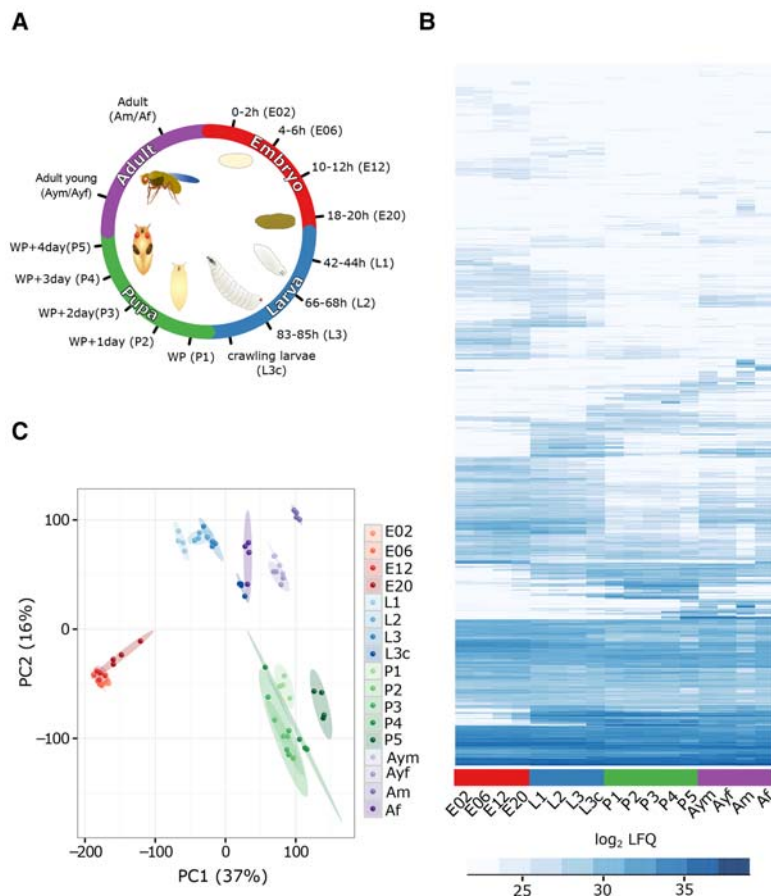 A
Adult
(Am/Af)
0-2h (E02)
4-6h (E06)
10-12h (E12)
18-20h (E20)
42-44h (L1)
66-68h (L2)
83-85h (L3)
crawling larvae
(L3c)
WP (P1)
WP+1day (P2)
WP+2day(P3)
WP+3day (P4)
WP+4day(P5)
Adult young
(Aym/Ayf)
Embryo
Larva
Pupa
Adult
B
E02
E06
E12
E20
L1
L2
L3
L3c
P1
P2
P3
P4
P5
Aym
Ayf
Am
Af
log₂ LFQ
25 30 35
C
PC2 (16%)
100
0
−100
−200 −100 0 100
PC1 (37%)
E02
E06
E12
E20
L1
L2
L3
L3c
P1
P2
P3
P4
P5
Aym
Ayf
Am
Af